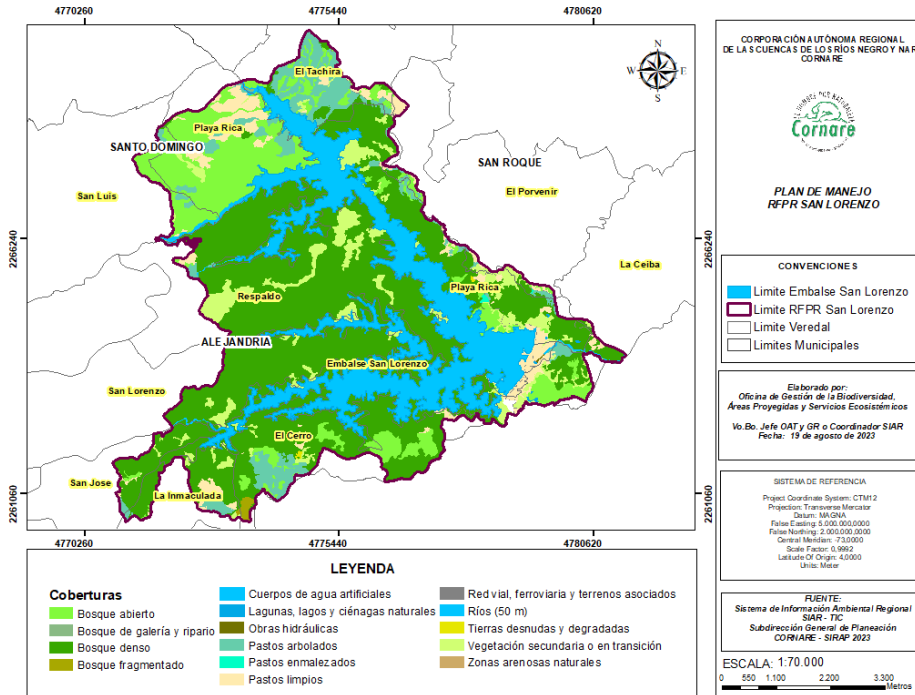 4770260
4775440
4780620
2266240
2261060
N
W
E
S
El Tachira
Playa Rica
SANTO DOMINGO
SAN ROQUE
El Porvenir
San Luis
La Ceiba
Respaldo
Playa Rica
ALEJANDRIA
Embalse San Lorenzo
San Lorenzo
El Cerro
San Jose
La Inmaculada
2266240
2261060
4770260
4775440
4780620
CORPORACIÓN AUTÓNOMA REGIONAL
DE LAS CUENCAS DE LOS RÍOS NEGRO Y NAR
CORNARE
Cornare
PLAN DE MANEJO
RFPR SAN LORENZO
CONVENCIONES
Limite Embalse San Lorenzo
Limite RFPR San Lorenzo
Limite Veredal
Limites Municipales
Elaborado por:
Oficina de Gestión de la Biodiversidad,
Áreas Proyegidas y Servicios Ecosistémicos
Vo.Bo. Jefe OAT y GR o Coordinador SIAR
Fecha: 19 de agosto de 2023
SISTEMA DE REFERENCIA
Project Coordinate System: CTM12
Projection: Transverse Mercator
Datum: MAGNA
False Easting: 5.000.000,0000
False Northing: 2.000.000,0000
Central Meridian: -73,0000
Scale Factor: 0,9992
Latitude Of Origin: 4,0000
Units: Meter
FUENTE:
Sistema de Información Ambiental Regional
SIAR - TIC
Subdirección General de Planeación
CORNARE - SIRAP 2023
ESCALA: 1:70.000
0 550 1.100 2.200 3.300
Metros
LEYENDA
Coberturas
Bosque abierto
Bosque de galería y ripario
Bosque denso
Bosque fragmentado
Cuerpos de agua artificiales
Lagunas, lagos y ciénagas naturales
Obras hidráulicas
Pastos arbolados
Pastos enmalezados
Pastos limpios
Red vial, ferroviaria y terrenos asociados
Ríos (50 m)
Tierras desnudas y degradadas
Vegetación secundaria o en transición
Zonas arenosas naturales